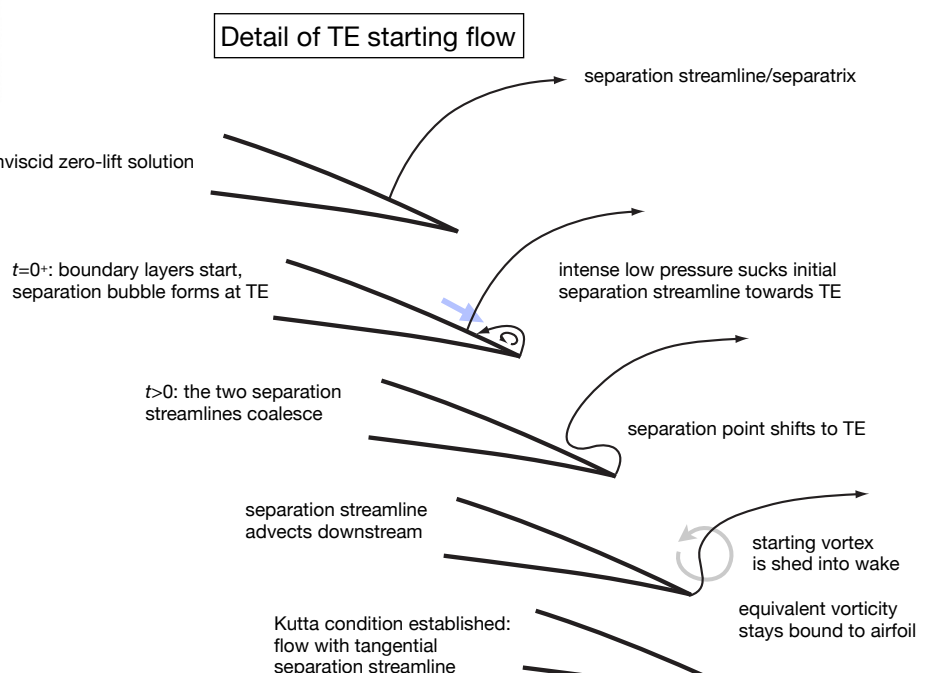 Detail of TE starting flow
separation streamline/separatrix
nviscid zero-lift solution
t=0+: boundary layers start,
separation bubble forms at TE
intense low pressure sucks initial
separation streamline towards TE
t>0: the two separation
streamlines coalesce
separation point shifts to TE
separation streamline
advects downstream
starting vortex
is shed into wake
equivalent vorticity
stays bound to airfoil
Kutta condition established:
flow with tangential
separation streamline